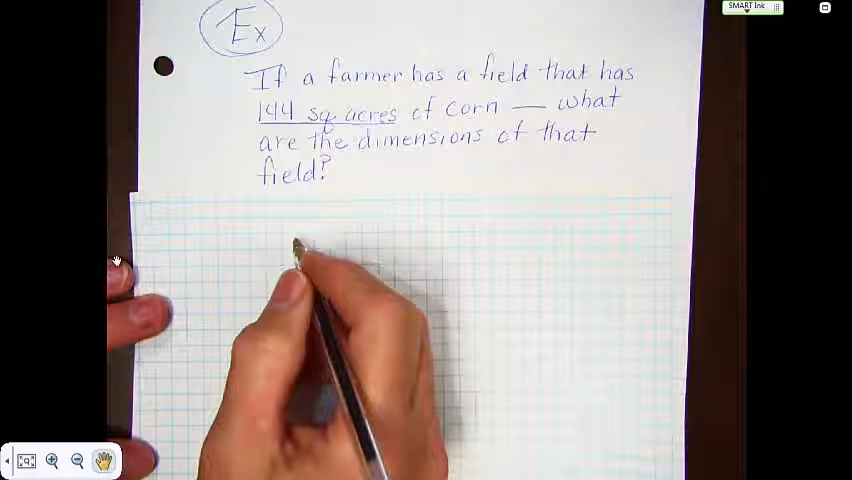 SMART Ink
Ex
If a farmer has a field that has
144 sq acres of corn — what
are the dimensions of that
field?